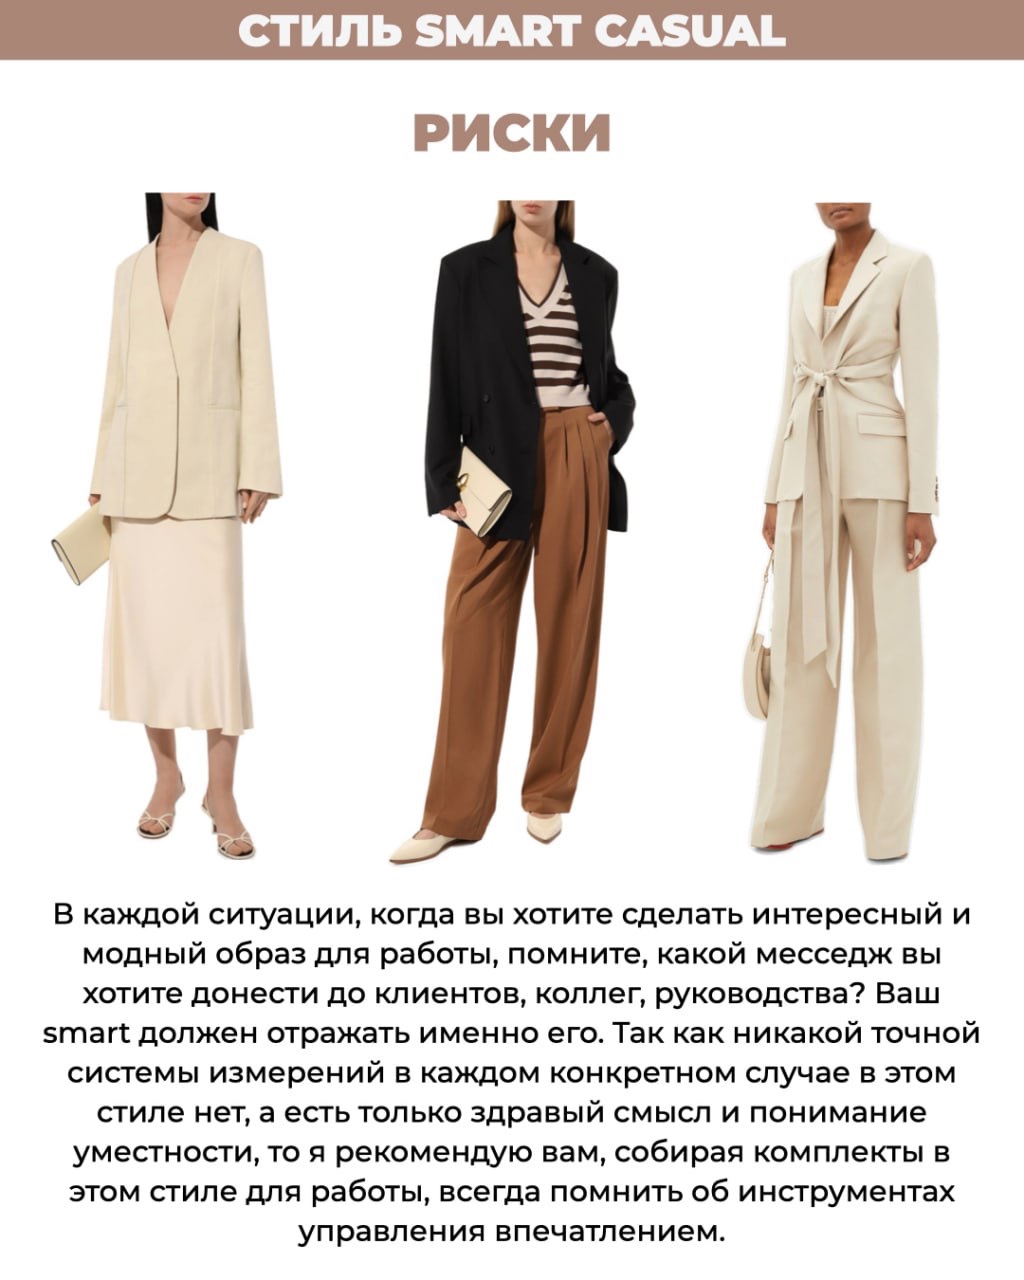 СТИЛЬ SMART CASUAL
РИСКИ
В каждой ситуации, когда вы хотите сделать интересный и
модный образ для работы, помните, какой месседж вы
хотите донести до клиентов, коллег, руководства? Ваш
smart должен отражать именно его. Так как никакой точной
системы измерений в каждом конкретном случае в этом
стиле нет, а есть только здравый смысл и понимание
уместности, то я рекомендую вам, собирая комплекты в
этом стиле для работы, всегда помнить об инструментах
управления впечатлением.